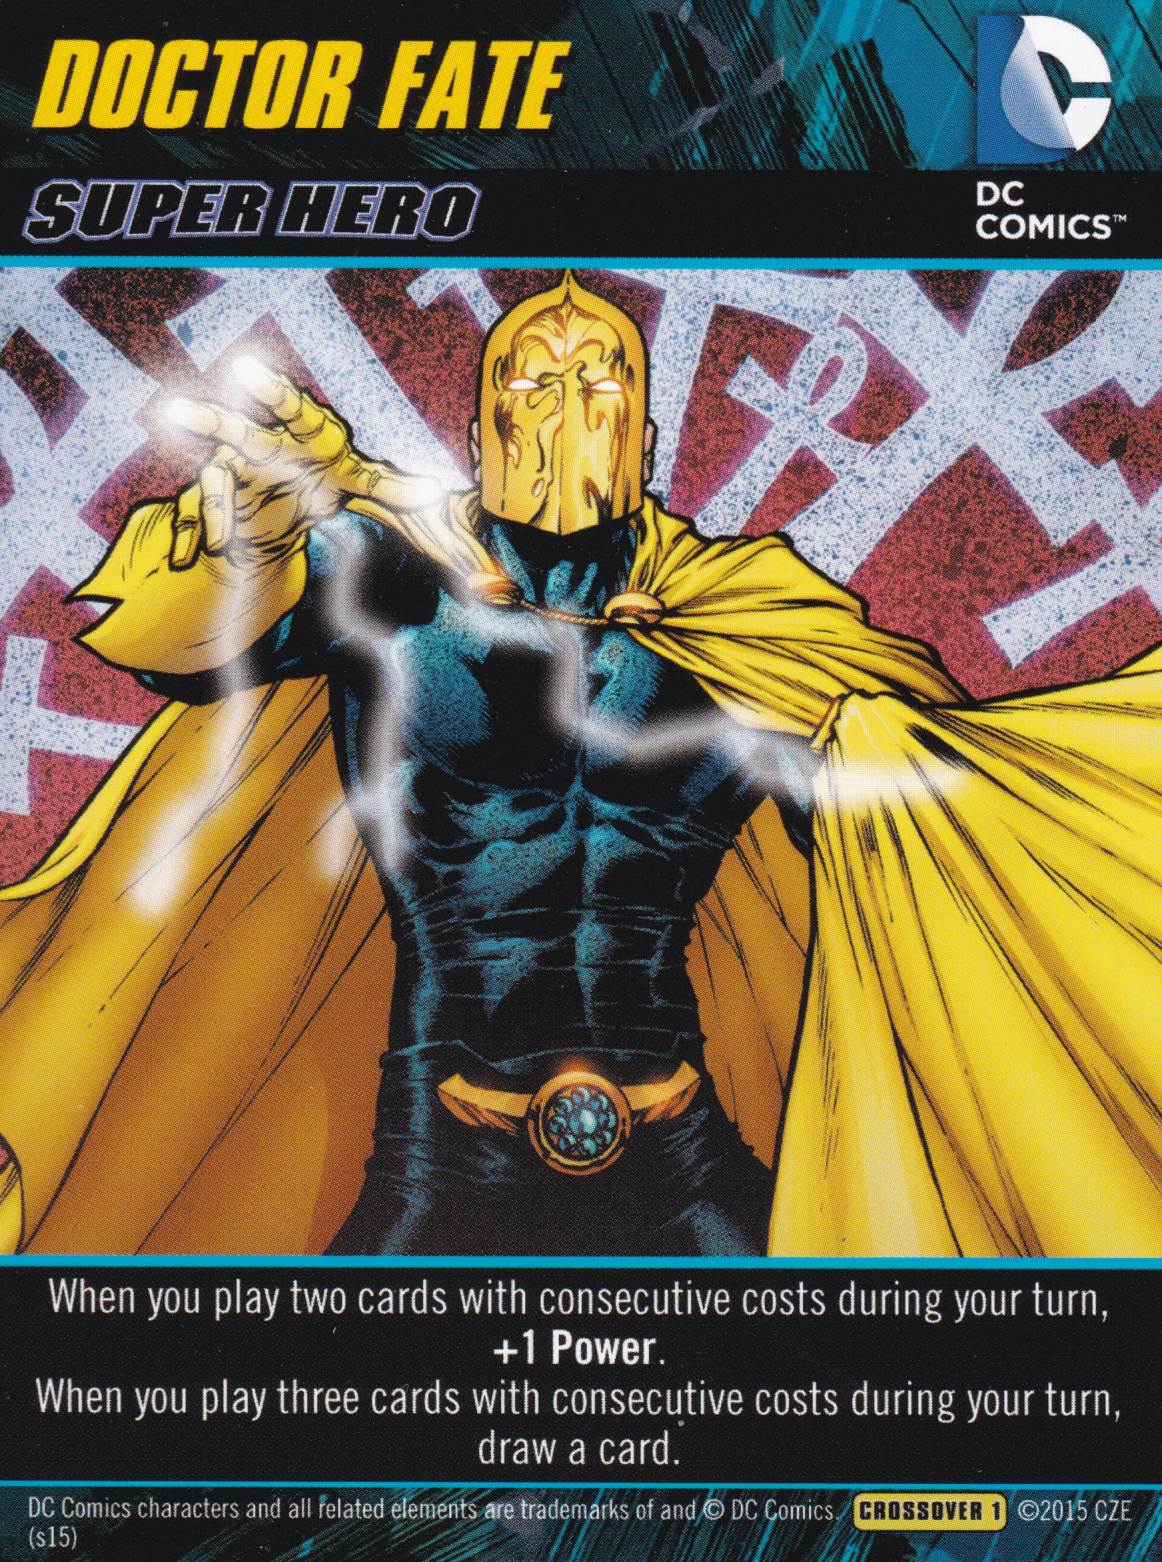 DOCTOR FATE
SUPER HERO
DC
COMICS™
When you play two cards with consecutive costs during your turn,
+1 Power.
When you play three cards with consecutive costs during your turn,
draw a card.
DC Comics characters and all related elements are trademarks of and © DC Comics. CROSSOVER 1 ©2015 CZE
(s15)